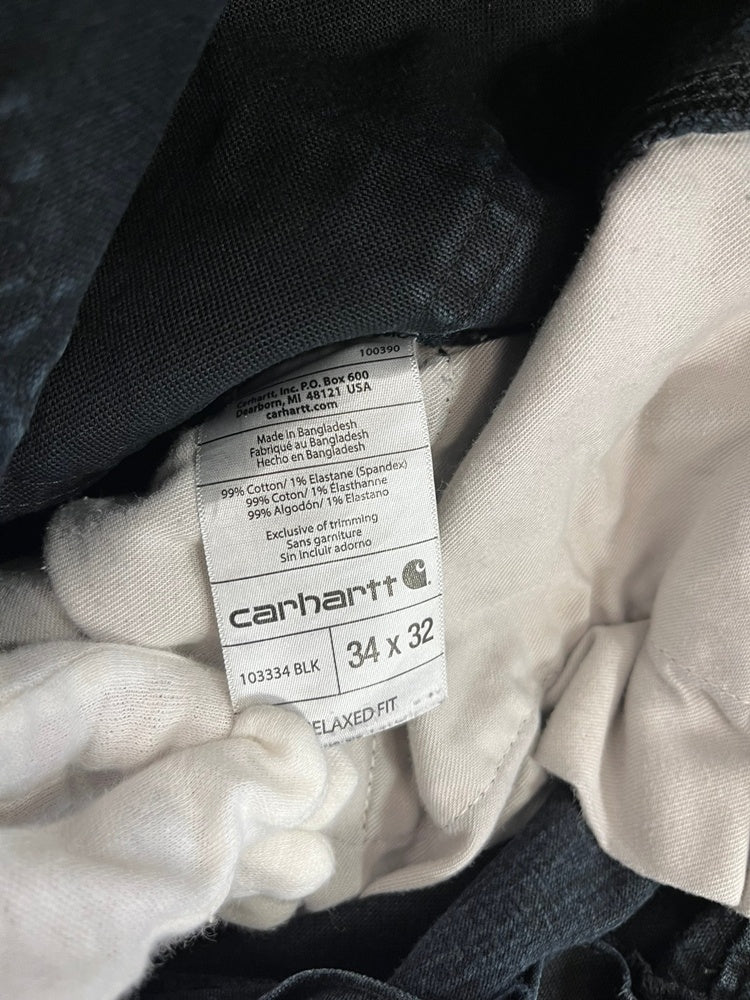 100390
Carhartt, Inc. P.O. Box 600
Dearborn, MI 48121 USA
carhartt.com
Made in Bangladesh
Fabriqué au Bangladesh
Hecho en Bangladesh
99% Cotton/ 1% Elastane (Spandex)
99% Coton/ 1% Élasthanne
99% Algodón/ 1% Elastano
Exclusive of trimming
Sans garniture
Sin incluir adorno
carhartt
103334 BLK
34 x 32
ELAXED FIT